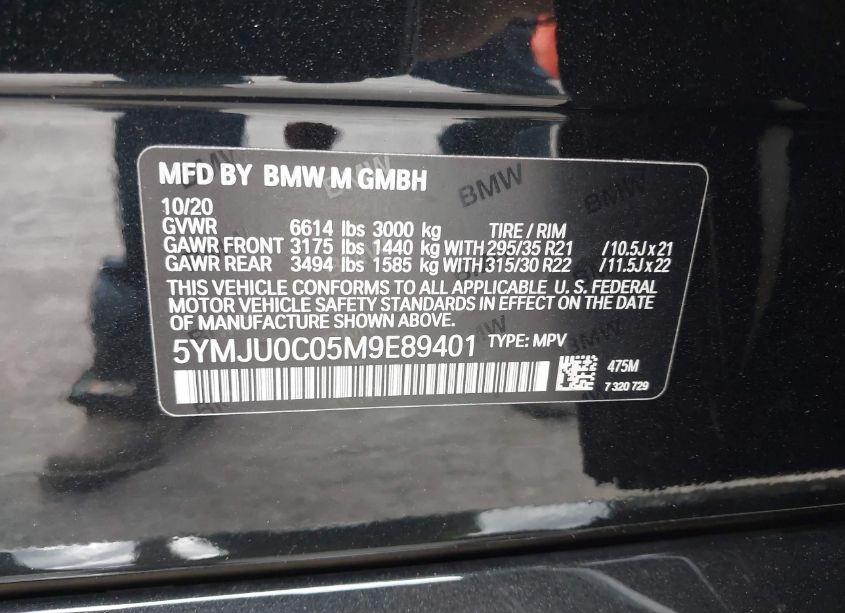 MFD BY BMW M GMBH
10/20
GVWR 6614 lbs 3000 kg TIRE / RIM
GAWR FRONT 3175 lbs 1440 kg WITH 295/35 R21 /10.5J x 21
GAWR REAR 3494 lbs 1585 kg WITH 315/30 R22 /11.5J x 22
THIS VEHICLE CONFORMS TO ALL APPLICABLE U. S. FEDERAL
MOTOR VEHICLE SAFETY STANDARDS IN EFFECT ON THE DATE
OF MANUFACTURE SHOWN ABOVE.
5YMJU0C05M9E89401 TYPE: MPV
475M
7 320 729